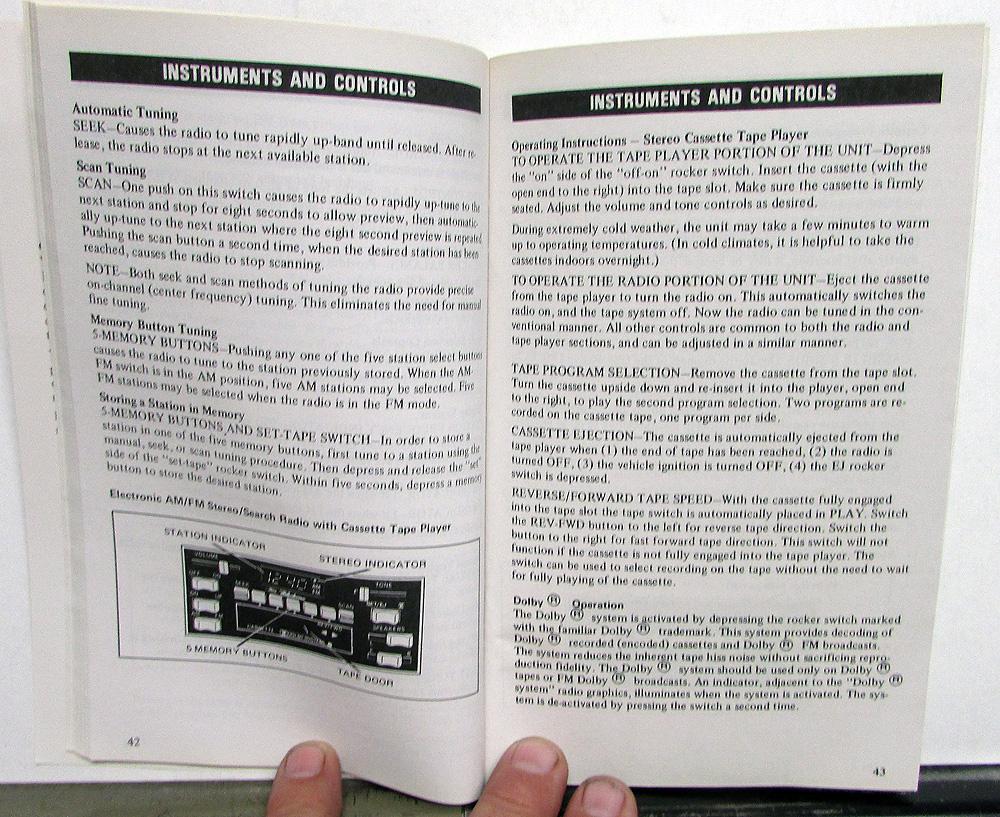 INSTRUMENTS AND CONTROLS
Automatic Tuning
SEEK—Causes the radio to tune rapidly up-band until released. After re-
lease, the radio stops at the next available station.
Scan Tuning
SCAN—One push on this switch causes the radio to rapidly up-tune to the
next station and stop for eight seconds to allow preview, then automatic-
ally up-tune to the next station where the eight second preview is repeated
Pushing the scan button a second time, when the desired station has been
reached, causes the radio to stop scanning.
NOTE—Both seek and scan methods of tuning the radio provide precise
on-channel (center frequency) tuning. This eliminates the need for manual
fine tuning.
Memory Button Tuning
5-MEMORY BUTTONS—Pushing any one of the five station select buttons
causes the radio to tune to the station previously stored. When the AM-
FM switch is in the AM position, five AM stations may be selected. Five
FM stations may be selected when the radio is in the FM mode.
Storing a Station in Memory
5-MEMORY BUTTONS AND SET-TAPE SWITCH—In order to store a
station in one of the five memory buttons, first tune to a station using the
manual, seek, or scan tuning procedure. Then depress and release the "set"
side of the "set-tape" rocker switch. Within five seconds, depress a memory
button to store the desired station.
Electronic AM/FM Stereo/Search Radio with Cassette Tape Player
STATION INDICATOR
STEREO INDICATOR
VOLUME
TONE
OFF
SEEK
SCAN
SPEAKERS
CASSETTE
5 MEMORY BUTTONS
TAPE DOOR
42
INSTRUMENTS AND CONTROLS
Operating Instructions — Stereo Cassette Tape Player
TO OPERATE THE TAPE PLAYER PORTION OF THE UNIT—Depress
the "on" side of the "off-on" rocker switch. Insert the cassette (with the
open end to the right) into the tape slot. Make sure the cassette is firmly
seated. Adjust the volume and tone controls as desired.
During extremely cold weather, the unit may take a few minutes to warm
up to operating temperatures. (In cold climates, it is helpful to take the
cassettes indoors overnight.)
TO OPERATE THE RADIO PORTION OF THE UNIT—Eject the cassette
from the tape player to turn the radio on. This automatically switches the
radio on, and the tape system off. Now the radio can be tuned in the con-
ventional manner. All other controls are common to both the radio and
tape player sections, and can be adjusted in a similar manner.
TAPE PROGRAM SELECTION—Remove the cassette from the tape slot.
Turn the cassette upside down and re-insert it into the player, open end
to the right, to play the second program selection. Two programs are re-
corded on the cassette tape, one program per side.
CASSETTE EJECTION—The cassette is automatically ejected from the
tape player when (1) the end of tape has been reached, (2) the radio is
turned OFF, (3) the vehicle ignition is turned OFF, (4) the EJ rocker
switch is depressed.
REVERSE/FORWARD TAPE SPEED—With the cassette fully engaged
into the tape slot the tape switch is automatically placed in PLAY. Switch
the REV-FWD button to the left for reverse tape direction. Switch the
button to the right for fast forward tape direction. This switch will not
function if the cassette is not fully engaged into the tape player. The
switch can be used to select recording on the tape without the need to wait
for fully playing of the cassette.
Dolby ® Operation
The Dolby ® system is activated by depressing the rocker switch marked
with the familiar Dolby ® trademark. This system provides decoding of
Dolby ® recorded (encoded) cassettes and Dolby ® FM broadcasts.
The system reduces the inherent tape hiss noise without sacrificing repro-
duction fidelity. The Dolby ® system should be used only on Dolby ®
tapes or FM Dolby ® broadcasts. An indicator, adjacent to the "Dolby ®
system" radio graphics, illuminates when the system is activated. The sys-
tem is de-activated by pressing the switch a second time.
43